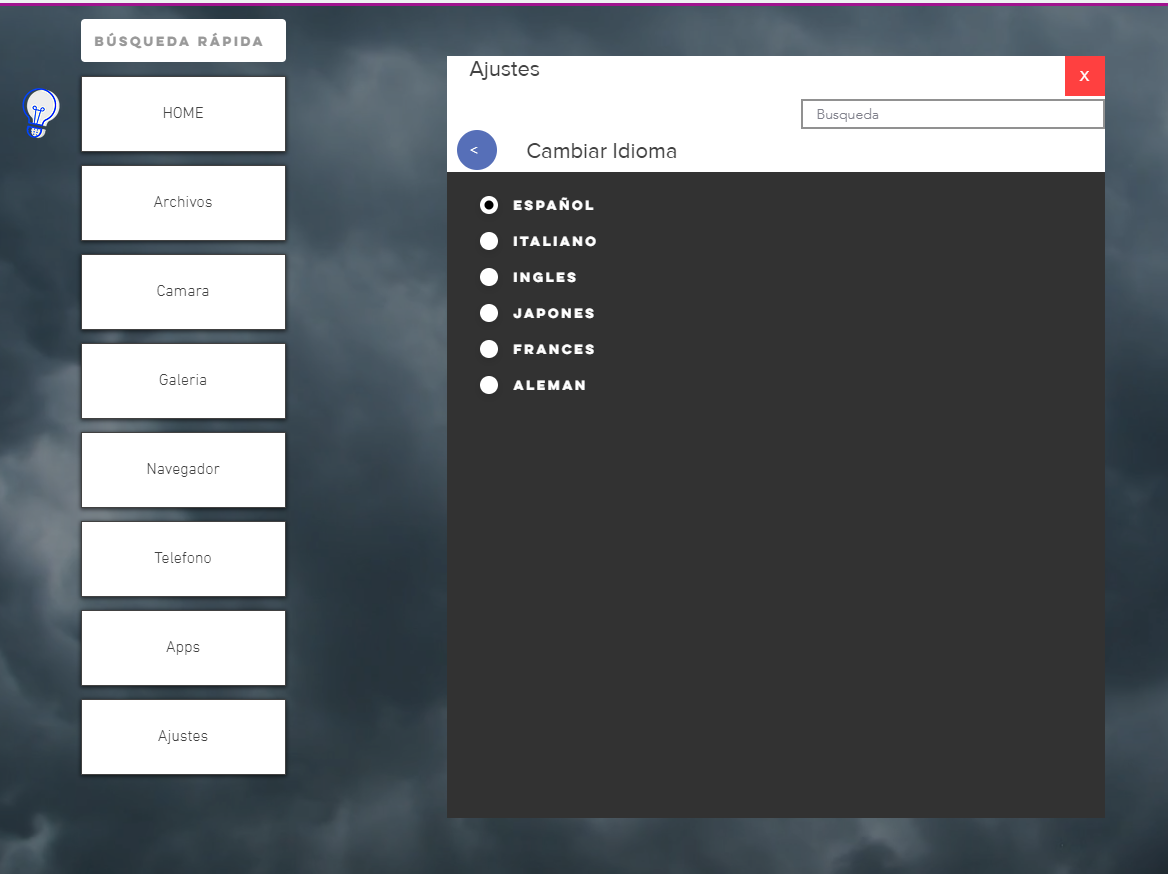 BÚSQUEDA RÁPIDA
HOME
Archivos
Camara
Galeria
Navegador
Telefono
Apps
Ajustes
Ajustes
X
Busqueda
<
Cambiar Idioma
ESPAÑOL
ITALIANO
INGLES
JAPONES
FRANCES
ALEMAN